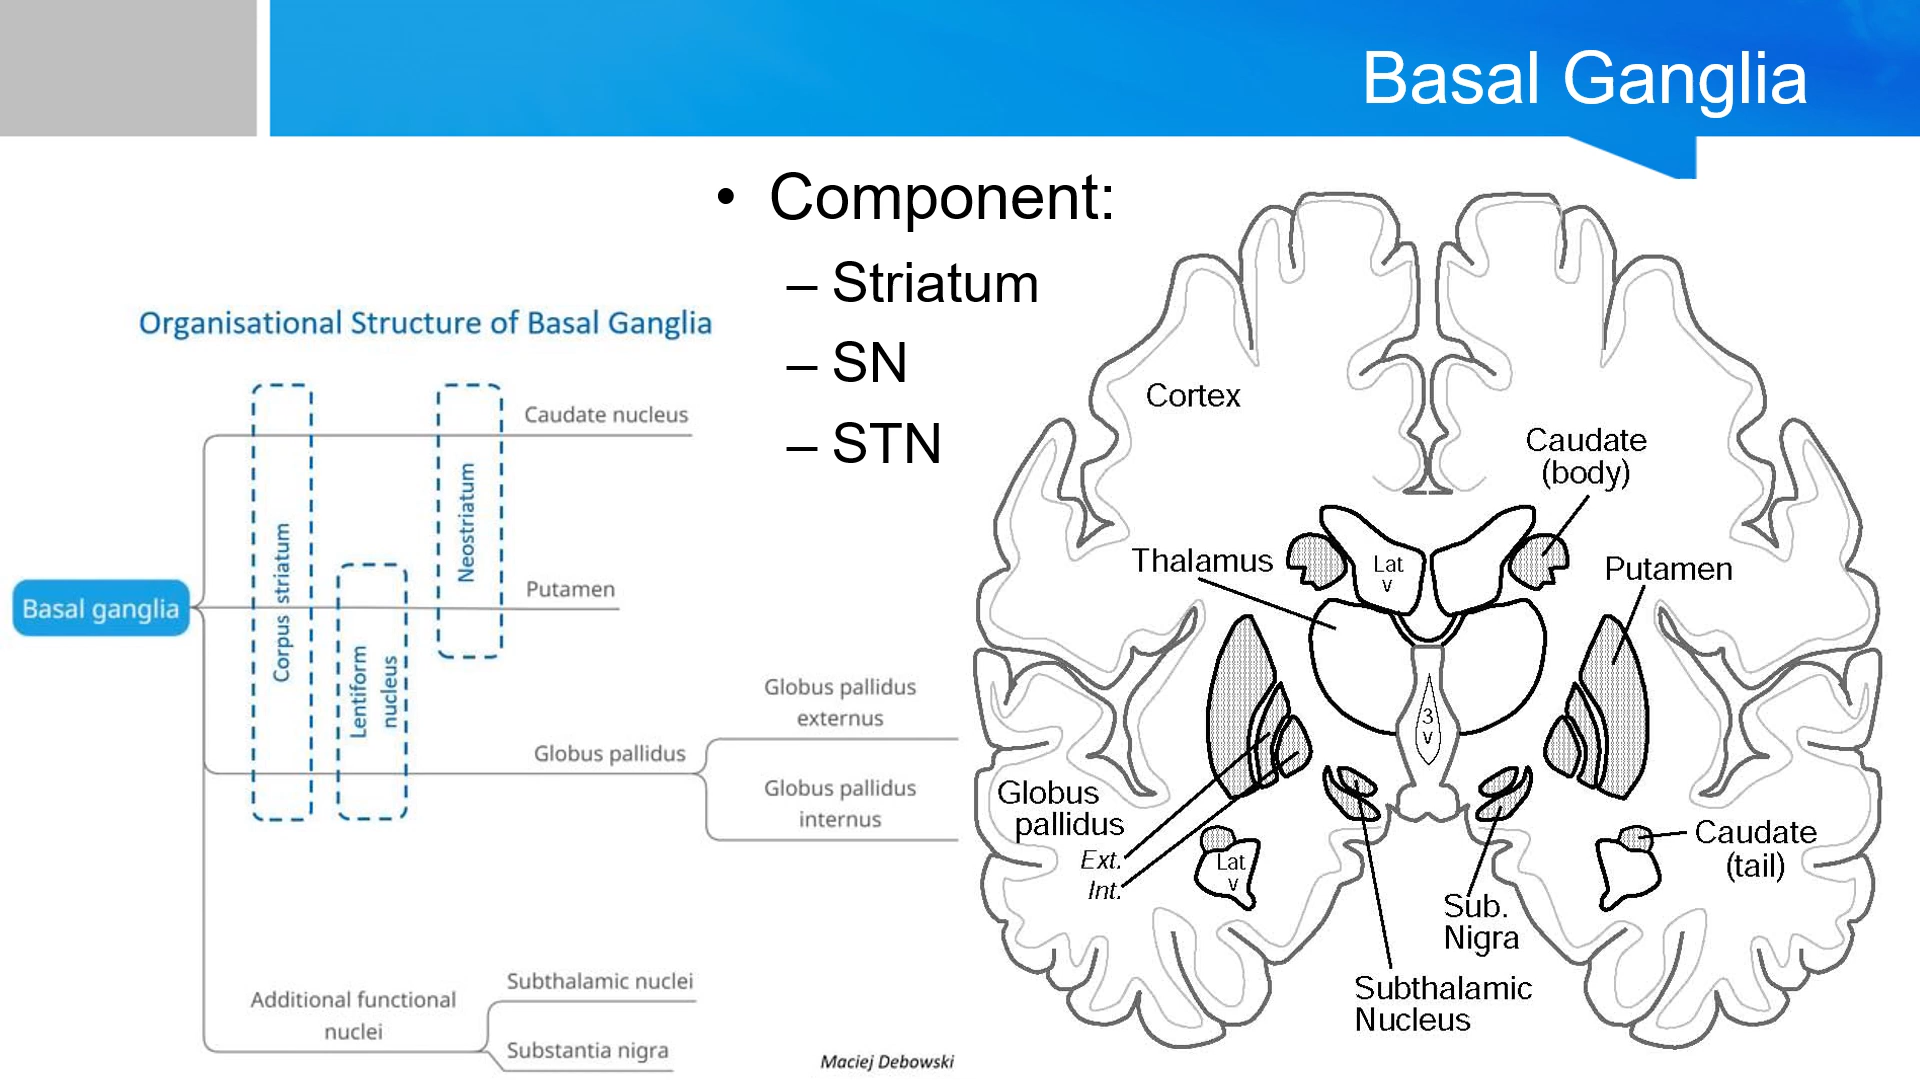 Basal Ganglia
• Component:
– Striatum
– SN
– STN
Organisational Structure of Basal Ganglia
Basal ganglia
Corpus striatum
Lentiform
nucleus
Neostriatum
Caudate nucleus
Putamen
Globus pallidus
Globus pallidus
externus
Globus pallidus
internus
Additional functional
nuclei
Subthalamic nuclei
Substantia nigra
Maciej Debowski
Cortex
Caudate
(body)
Thalamus
Lat
V
Putamen
3
V
Globus
pallidus
Ext.
Int.
Lat
V
Caudate
(tail)
Sub.
Nigra
Subthalamic
Nucleus